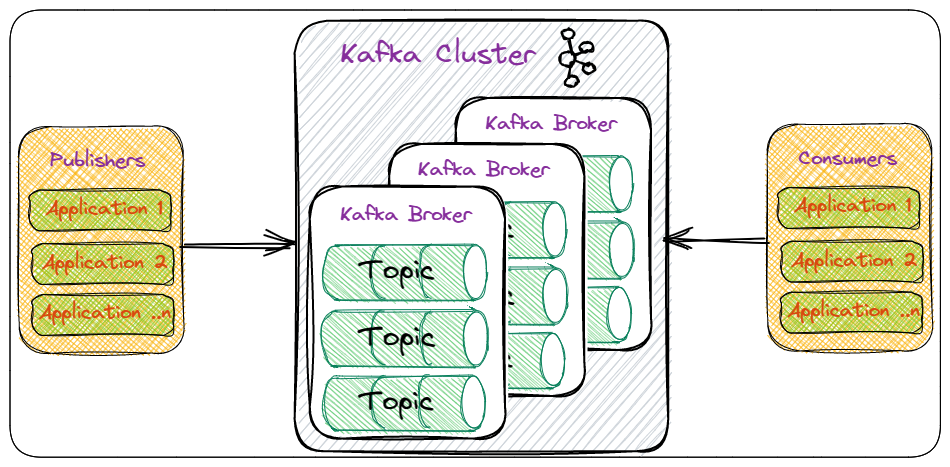 Kafka Cluster
Kafka Broker
Kafka Broker
Kafka Broker
Topic
Topic
Topic
Publishers
Application 1
Application 2
Application ..n
Consumers
Application 1
Application 2
Application ..n